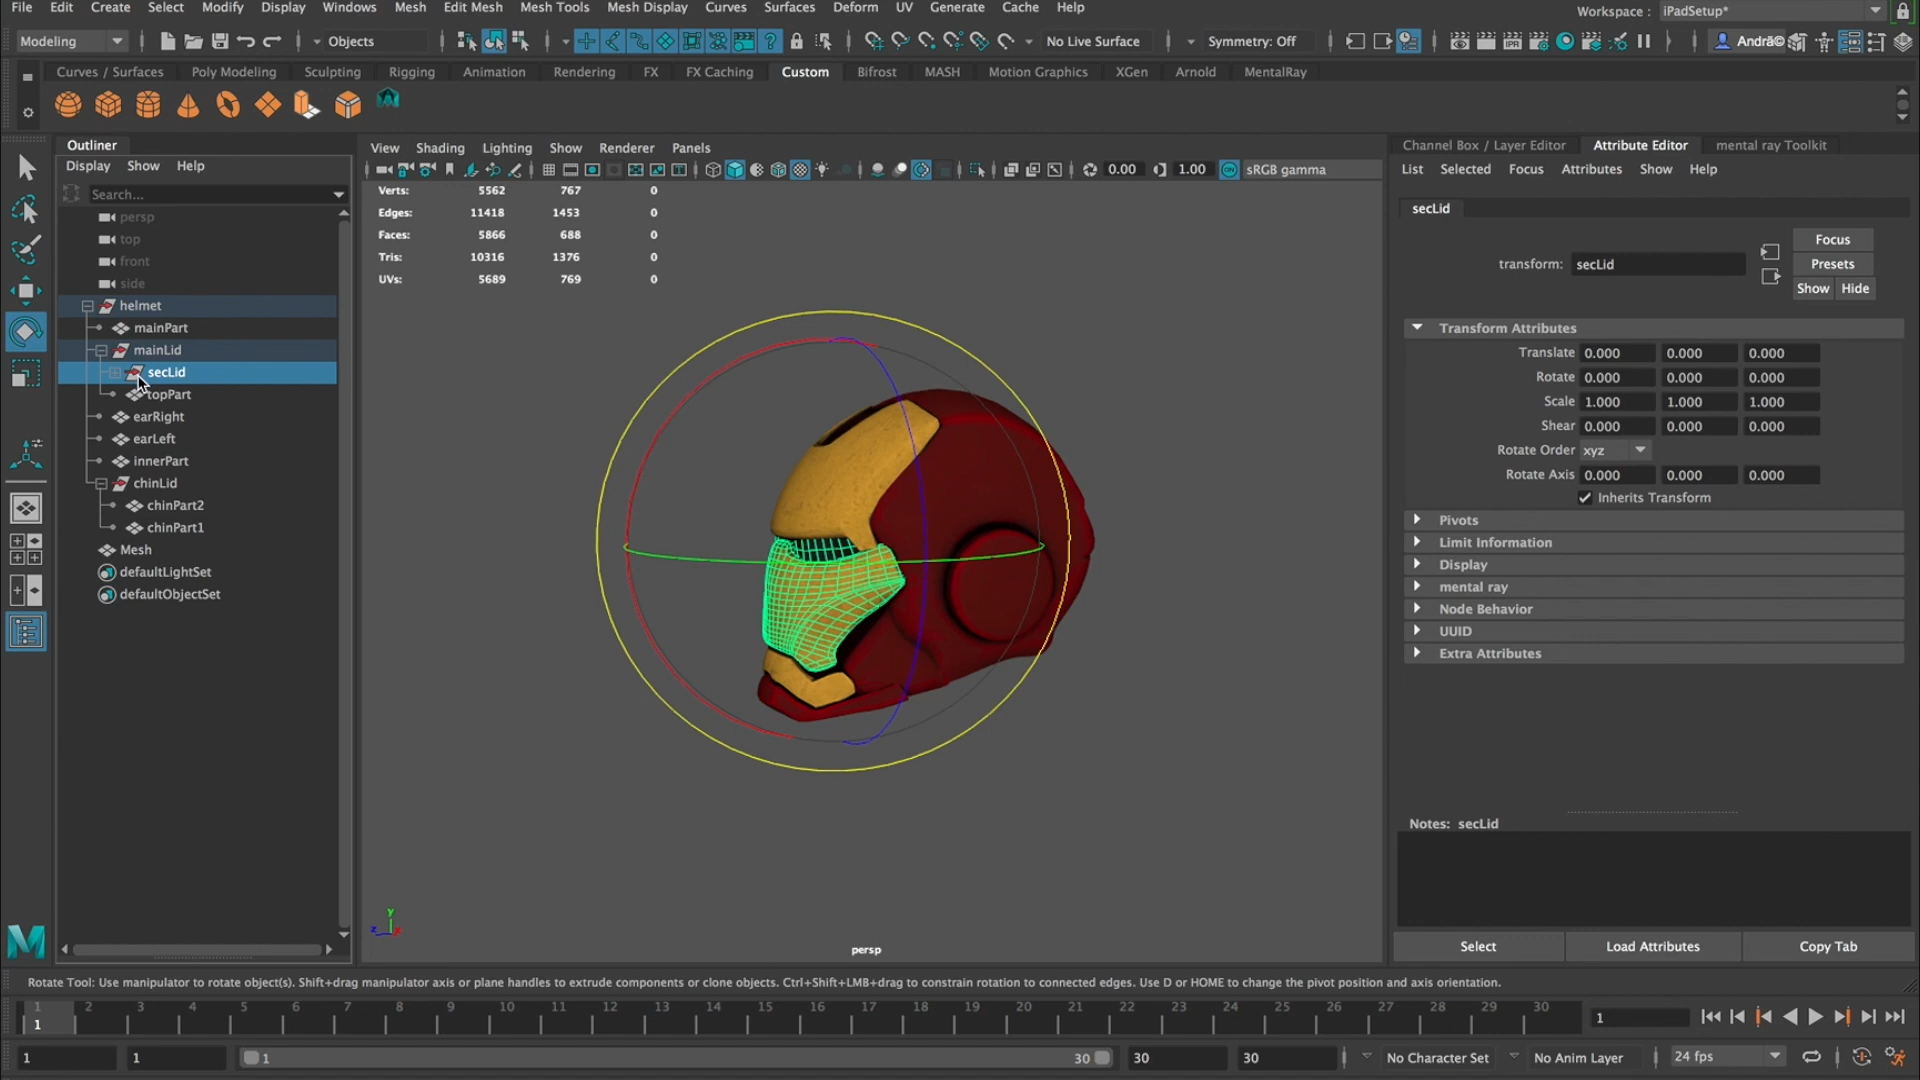 File Edit Create Select Modify Display Windows Mesh Edit Mesh Mesh Tools Mesh Display Curves Surfaces Deform UV Generate Cache Help
Workspace : iPadSetup*
Modeling Objects No Live Surface Symmetry: Off IPR
Curves / Surfaces Poly Modeling Sculpting Rigging Animation Rendering FX FX Caching Custom Bifrost MASH Motion Graphics XGen Arnold MentalRay
Outliner
Display Show Help
Search...
persp
top
front
side
helmet
mainPart
mainLid
secLid
topPart
earRight
earLeft
innerPart
chinLid
chinPart2
chinPart1
Mesh
defaultLightSet
defaultObjectSet
View Shading Lighting Show Renderer Panels
0.00 1.00 sRGB gamma
Verts: 5562 767 0
Edges: 11418 1453 0
Faces: 5866 688 0
Tris: 10316 1376 0
UVs: 5689 769 0
y
z x
persp
Channel Box / Layer Editor Attribute Editor mental ray Toolkit
List Selected Focus Attributes Show Help
secLid
Focus
transform: secLid Presets
Show Hide
Transform Attributes
Translate 0.000 0.000 0.000
Rotate 0.000 0.000 0.000
Scale 1.000 1.000 1.000
Shear 0.000 0.000 0.000
Rotate Order xyz
Rotate Axis 0.000 0.000 0.000
Inherits Transform
Pivots
Limit Information
Display
mental ray
Node Behavior
UUID
Extra Attributes
Notes: secLid
Select Load Attributes Copy Tab
Rotate Tool: Use manipulator to rotate object(s). Shift+drag manipulator axis or plane handles to extrude components or clone objects. Ctrl+Shift+LMB+drag to constrain rotation to connected edges. Use D or HOME to change the pivot position and axis orientation.
1 2 3 4 5 6 7 8 9 10 11 12 13 14 15 16 17 18 19 20 21 22 23 24 25 26 27 28 29 30
1 1
1 1 1 30 30 30 No Character Set No Anim Layer 24 fps